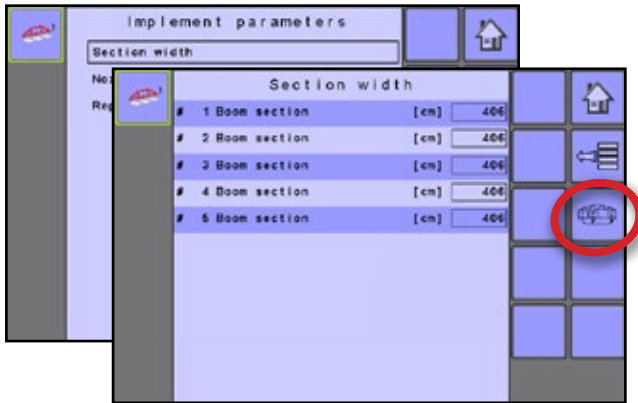 Implement parameters
Section width
Section width
# 1 Boom section [cm] 406
# 2 Boom section [cm] 406
# 3 Boom section [cm] 406
# 4 Boom section [cm] 406
# 5 Boom section [cm] 406